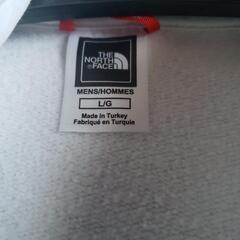 THE
NORTH
FACE
MENS/HOMMES
L/G
Made in Turkey
Fabriqué en Turquie